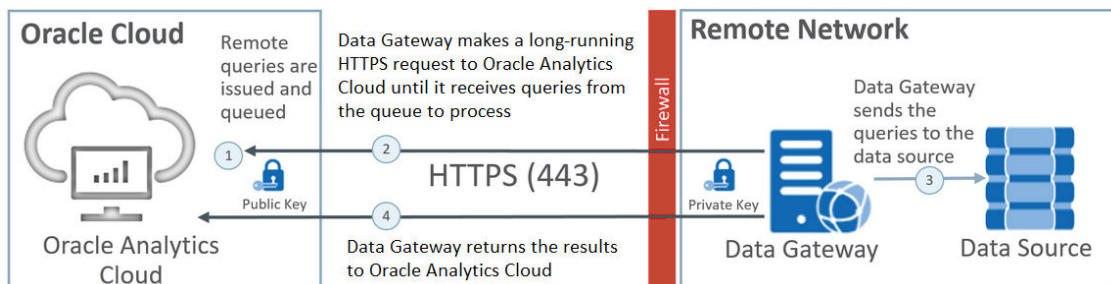 Oracle Cloud
Remote
queries are
issued and
queued
Data Gateway makes a long-running
HTTPS request to Oracle Analytics
Cloud until it receives queries from
the queue to process
Firewall
Remote Network
Data Gateway
sends the
queries to the
data source
1
2
3
HTTPS (443)
Public Key
Private Key
4
Oracle Analytics
Cloud
Data Gateway returns the results
to Oracle Analytics Cloud
Data Gateway
Data Source